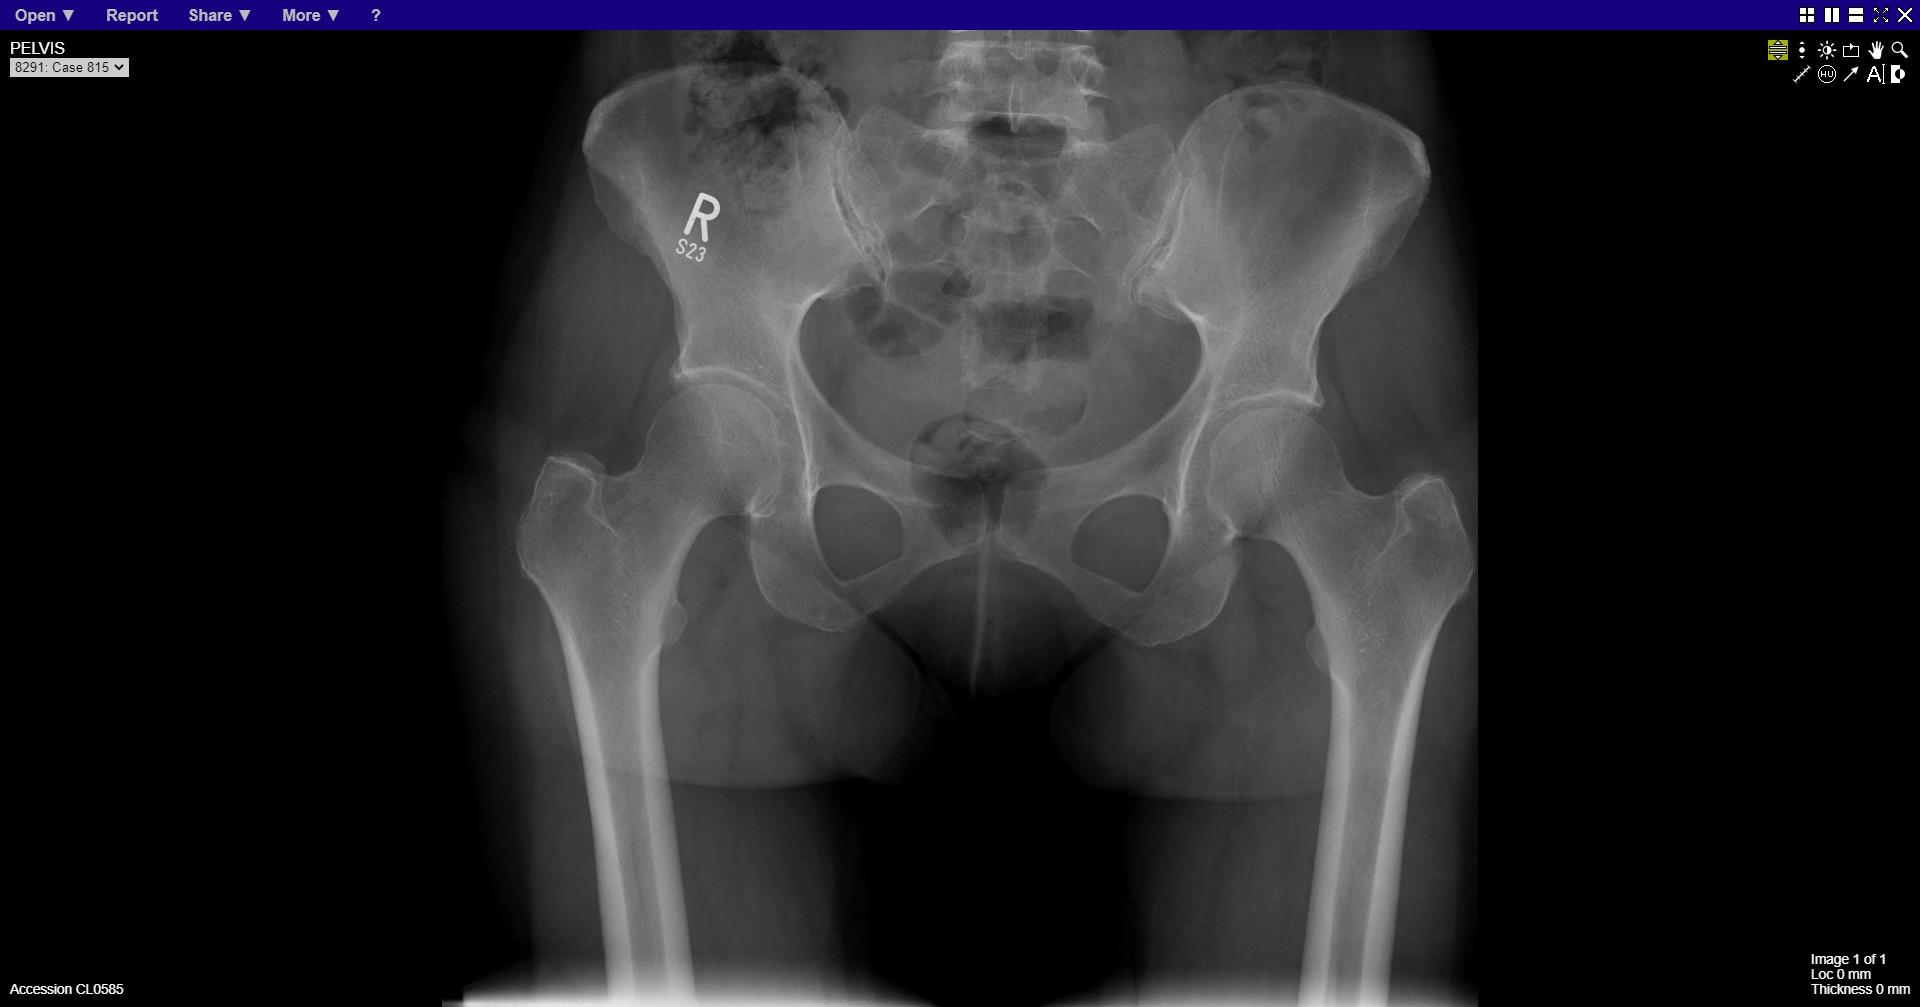 Open ▼ Report Share ▼ More ▼ ?
PELVIS
8291: Case 815
HU
A
R
S23
Image 1 of 1
Loc 0 mm
Thickness 0 mm
Accession CL0585